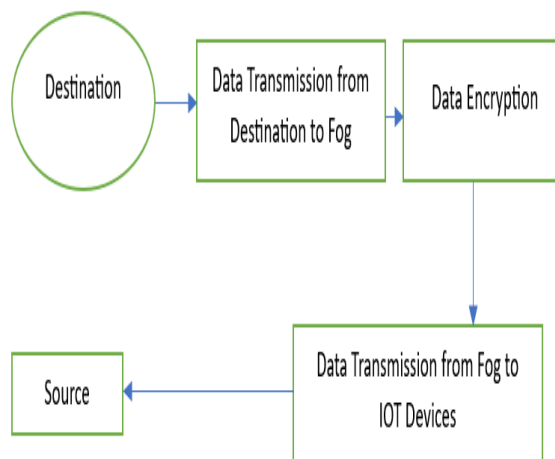 Destination
Data Transmission from
Destination to Fog
Data Encryption
Data Transmission from Fog to
IOT Devices
Source